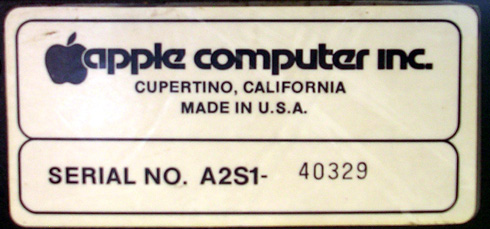 apple computer inc.
CUPERTINO, CALIFORNIA
MADE IN U.S.A.
SERIAL NO. A2S1- 40329